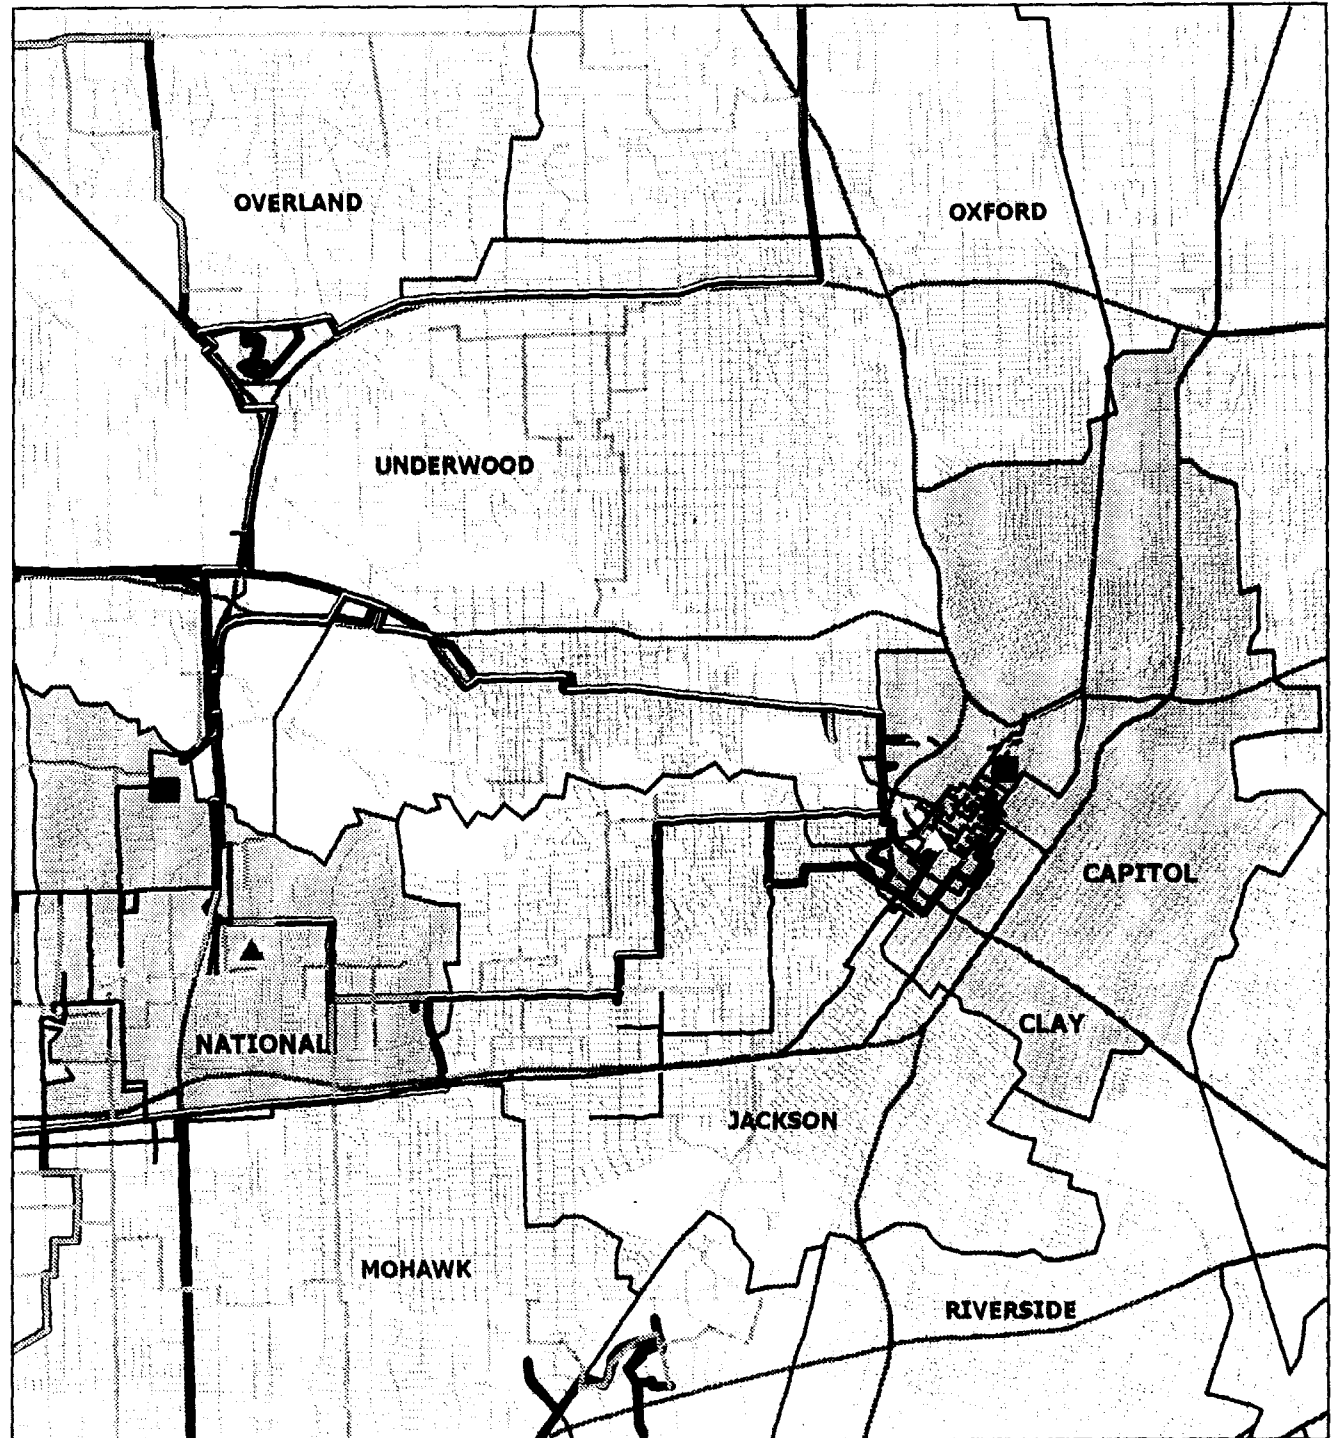 OVERLAND
OXFORD
UNDERWOOD
CAPITOL
CLAY
NATIONAL
JACKSON
MOHAWK
RIVERSIDE